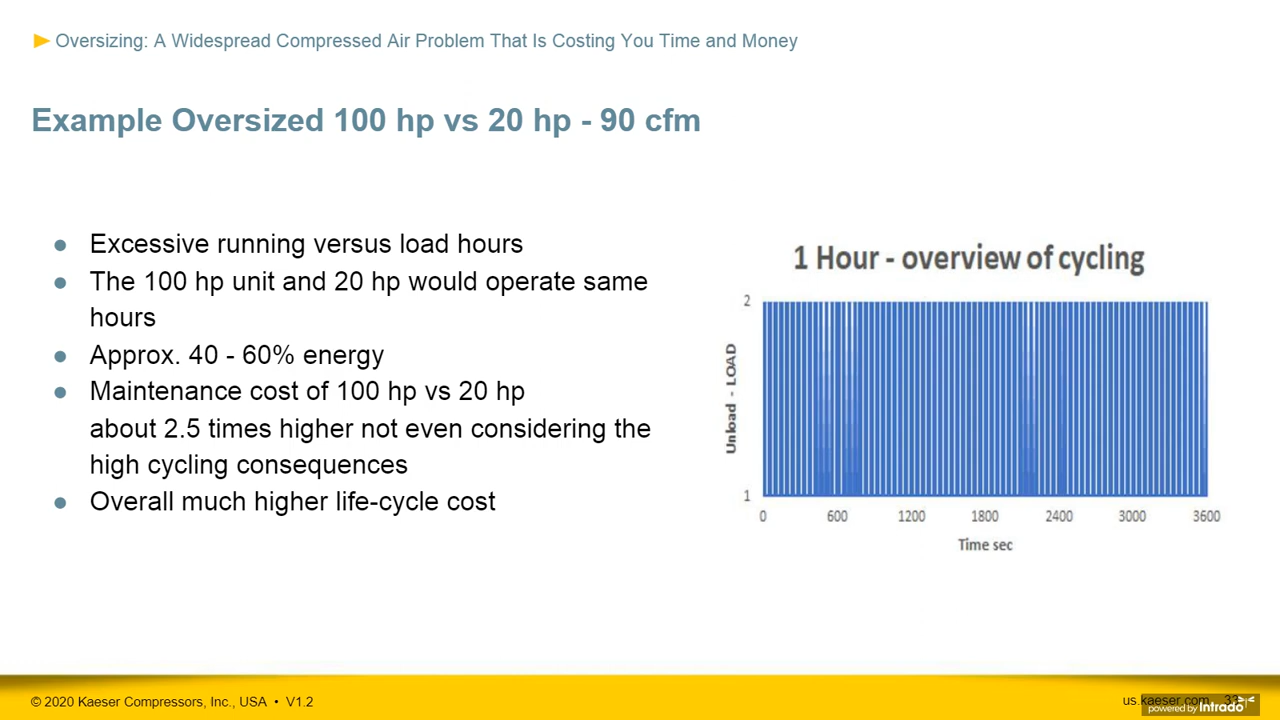 Oversizing: A Widespread Compressed Air Problem That Is Costing You Time and Money
Example Oversized 100 hp vs 20 hp - 90 cfm
● Excessive running versus load hours
● The 100 hp unit and 20 hp would operate same
hours
● Approx. 40 - 60% energy
● Maintenance cost of 100 hp vs 20 hp
about 2.5 times higher not even considering the
high cycling consequences
● Overall much higher life-cycle cost
1 Hour - overview of cycling
2
Unload - LOAD
1
0 600 1200 1800 2400 3000 3600
Time sec
© 2020 Kaeser Compressors, Inc., USA • V1.2
us.kaeser.com
powered by intrado